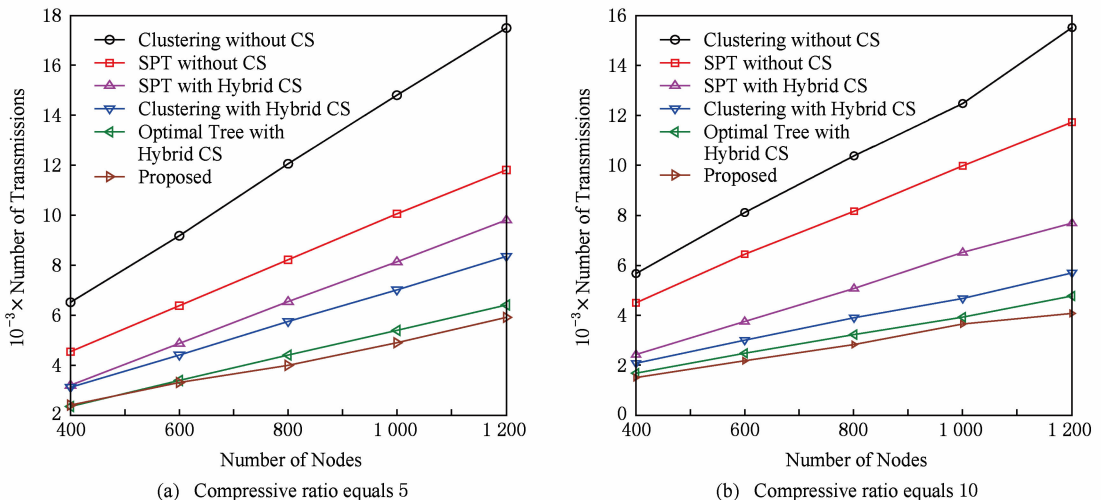 18
16
14
12
10
8
6
4
2
10⁻³× Number of Transmissions
Clustering without CS
SPT without CS
SPT with Hybrid CS
Clustering with Hybrid CS
Optimal Tree with
Hybrid CS
Proposed
400
600
800
1 000
1 200
Number of Nodes
(a) Compressive ratio equals 5
16
14
12
10
8
6
4
2
0
10⁻³× Number of Transmissions
Clustering without CS
SPT without CS
SPT with Hybrid CS
Clustering with Hybrid CS
Optimal Tree with
Hybrid CS
Proposed
400
600
800
1 000
1 200
Number of Nodes
(b) Compressive ratio equals 10